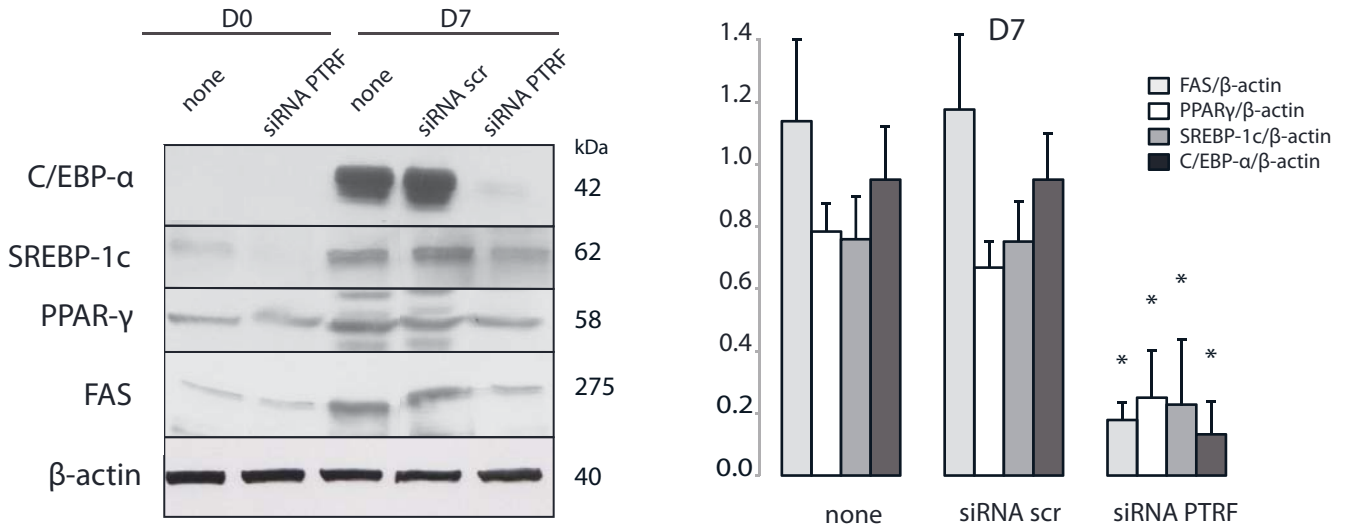 D0 D7
none siRNA PTRF none siRNA scr siRNA PTRF
kDa
C/EBP-α 42
SREBP-1c 62
PPAR-γ 58
FAS 275
β-actin 40
D7
1.4
1.2
1.0
0.8
0.6
0.4
0.2
0.0
* * * *
none siRNA scr siRNA PTRF
FAS/β-actin
PPARγ/β-actin
SREBP-1c/β-actin
C/EBP-α/β-actin